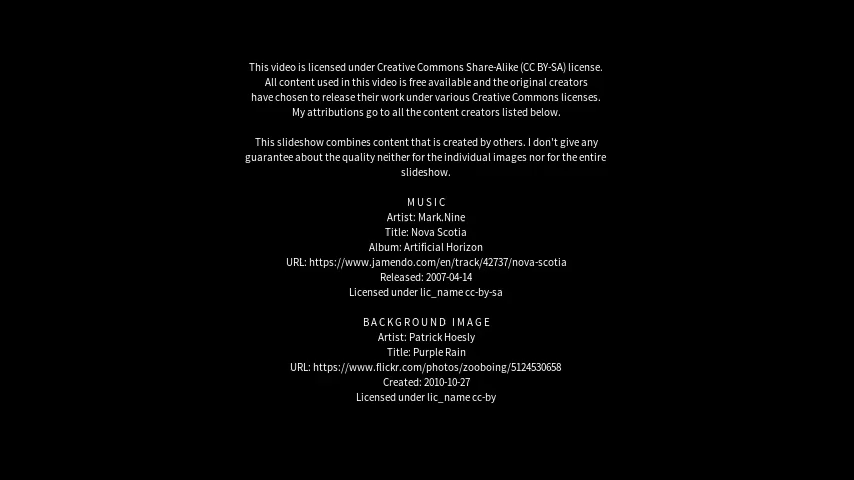 This video is licensed under Creative Commons Share-Alike (CC BY-SA) license.
All content used in this video is free available and the original creators
have chosen to release their work under various Creative Commons licenses.
My attributions go to all the content creators listed below.
This slideshow combines content that is created by others. I don't give any
guarantee about the quality neither for the individual images nor for the entire
slideshow.
MUSIC
Artist: Mark.Nine
Title: Nova Scotia
Album: Artificial Horizon
URL: https://www.jamendo.com/en/track/42737/nova-scotia
Released: 2007-04-14
Licensed under lic_name cc-by-sa
BACKGROUND IMAGE
Artist: Patrick Hoesly
Title: Purple Rain
URL: https://www.flickr.com/photos/zooboing/5124530658
Created: 2010-10-27
Licensed under lic_name cc-by